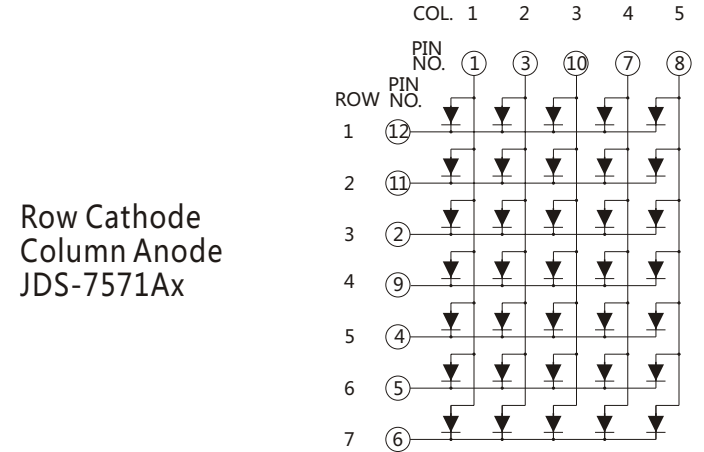 COL. 1 2 3 4 5
PIN
NO. 1 3 10 7 8
PIN
ROW NO.
1 12
2 11
3 2
4 9
5 4
6 5
7 6
Row Cathode
Column Anode
JDS-7571Ax